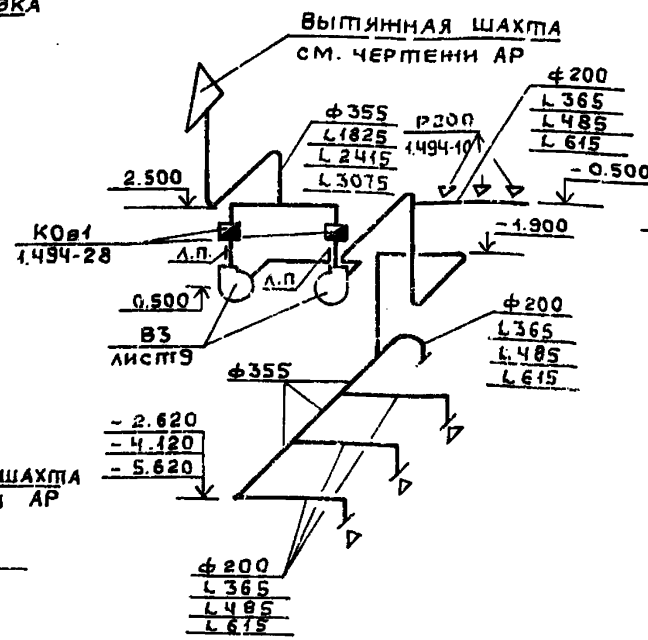 ВКА
ВЫТЯЖНАЯ ШАХТА
СМ. ЧЕРТЕЖИ АР
ф200
L365
L485
L615
ф355
L1825
L2415
L3075
Р200
1.494-10
-0.500
2.500
-1.900
КОв1
1.494-28
Л.П.
Л.П
0.500
В3
лист9
ф200
L365
L485
L615
ф355
-2.620
-4.120
-5.620
ШАХТА
АР
ф200
L365
L485
L615